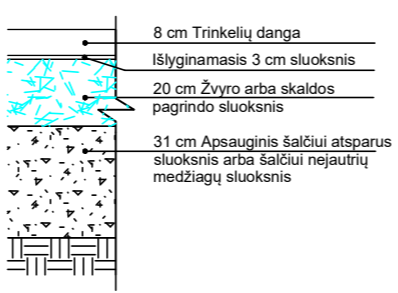 8 cm Trinkelių danga
Išlyginamasis 3 cm sluoksnis
20 cm Žvyro arba skaldos
pagrindo sluoksnis
31 cm Apsauginis šalčiui atsparus
sluoksnis arba šalčiui nejautrių
medžiagų sluoksnis